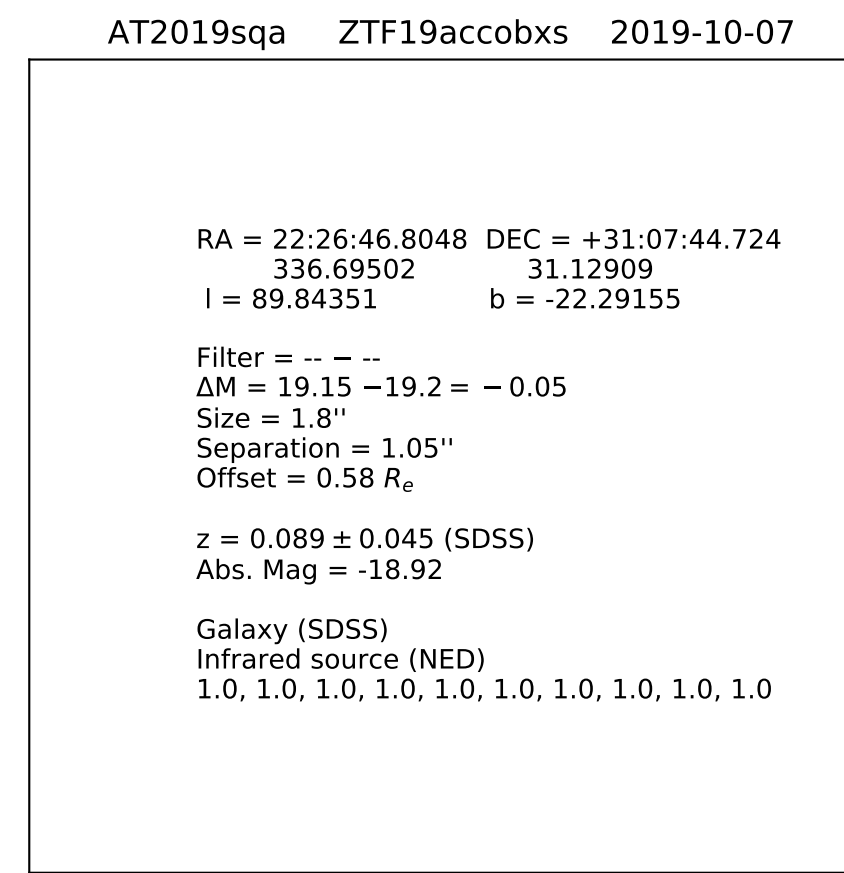 AT2019sqa ZTF19accobxs 2019-10-07
RA = 22:26:46.8048 DEC = +31:07:44.724
336.69502 31.12909
l = 89.84351 b = -22.29155
Filter = -- − --
ΔM = 19.15 −19.2 = − 0.05
Size = 1.8''
Separation = 1.05''
Offset = 0.58 Rₑ
z = 0.089 ± 0.045 (SDSS)
Abs. Mag = -18.92
Galaxy (SDSS)
Infrared source (NED)
1.0, 1.0, 1.0, 1.0, 1.0, 1.0, 1.0, 1.0, 1.0, 1.0